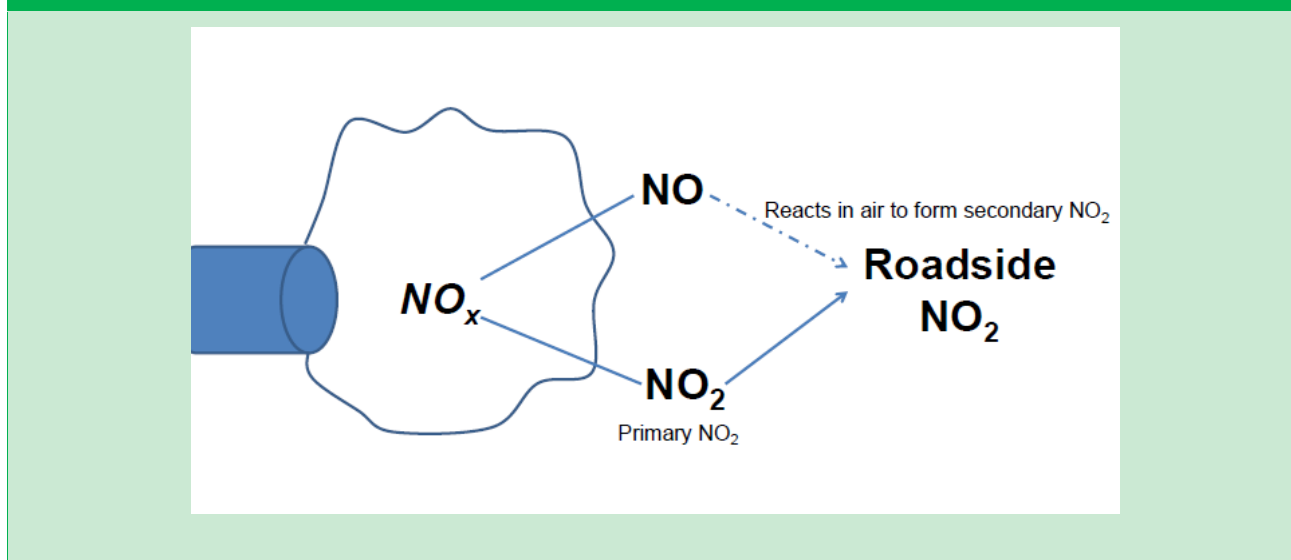 NO
Reacts in air to form secondary NO₂
Roadside
NO₂
NOₓ
NO₂
Primary NO₂